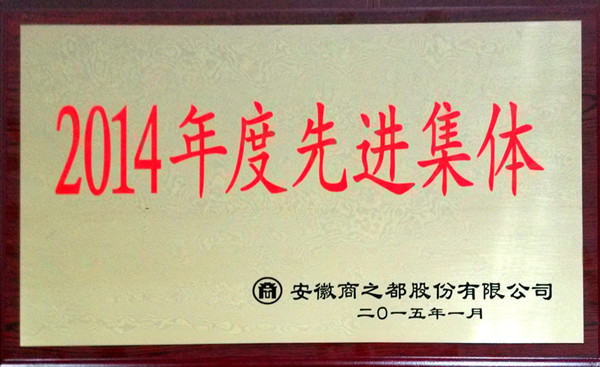 2014年度先进集体
安徽商之都股份有限公司
二〇一五年一月